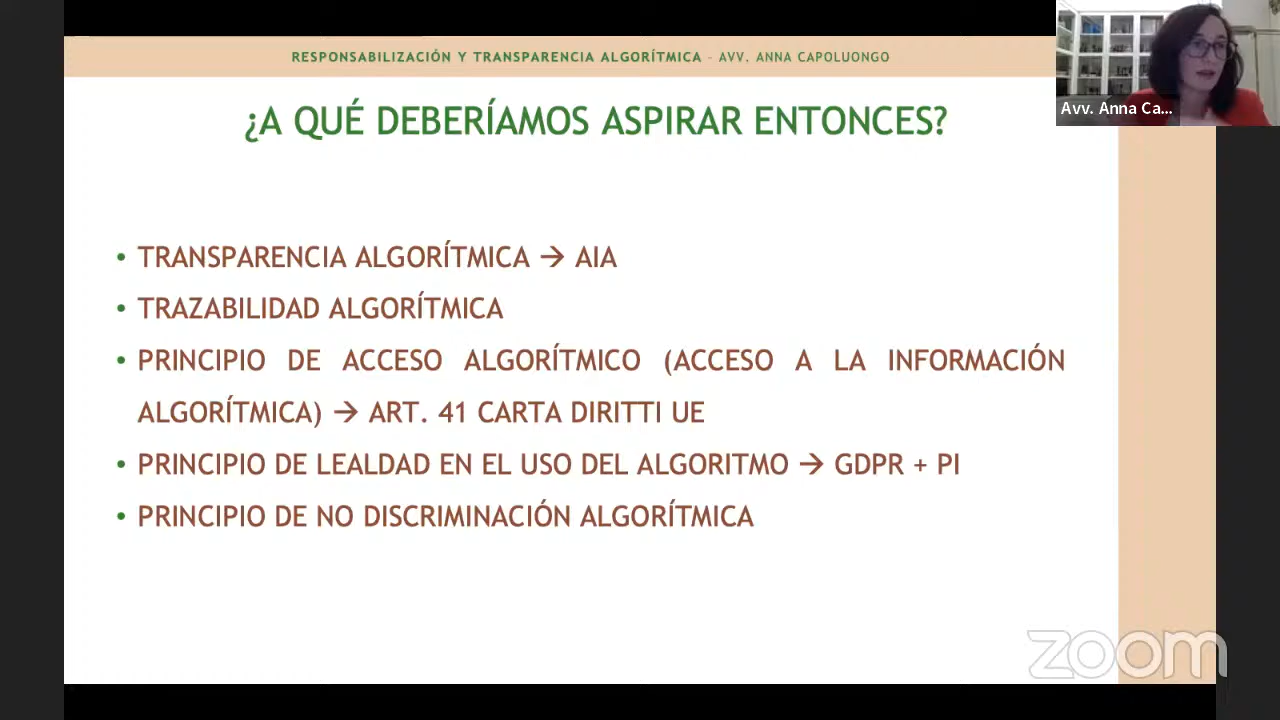 RESPONSABILIZACIÓN Y TRANSPARENCIA ALGORÍTMICA – AVV. ANNA CAPOLUONGO
Avv. Anna Ca...
¿A QUÉ DEBERÍAMOS ASPIRAR ENTONCES?
• TRANSPARENCIA ALGORÍTMICA → AIA
• TRAZABILIDAD ALGORÍTMICA
• PRINCIPIO DE ACCESO ALGORÍTMICO (ACCESO A LA INFORMACIÓN
ALGORÍTMICA) → ART. 41 CARTA DIRITTI UE
• PRINCIPIO DE LEALDAD EN EL USO DEL ALGORITMO → GDPR + PI
• PRINCIPIO DE NO DISCRIMINACIÓN ALGORÍTMICA
zoom